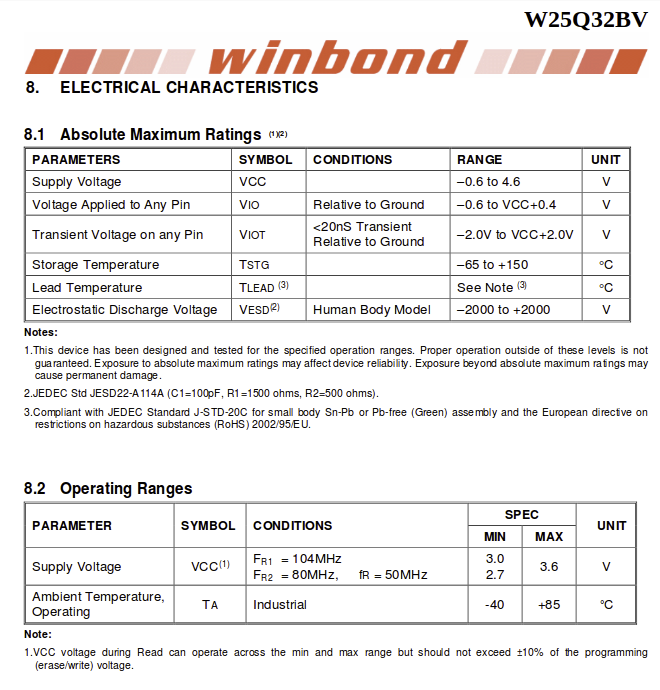 W25Q32BV
winbond
8. ELECTRICAL CHARACTERISTICS
8.1 Absolute Maximum Ratings (1)(2)
PARAMETERS SYMBOL CONDITIONS RANGE UNIT
Supply Voltage VCC –0.6 to 4.6 V
Voltage Applied to Any Pin VIO Relative to Ground –0.6 to VCC+0.4 V
Transient Voltage on any Pin VIOT <20nS Transient Relative to Ground –2.0V to VCC+2.0V V
Storage Temperature TSTG –65 to +150 °C
Lead Temperature TLEAD (3) See Note (3) °C
Electrostatic Discharge Voltage VESD(2) Human Body Model –2000 to +2000 V
Notes:
1.This device has been designed and tested for the specified operation ranges. Proper operation outside of these levels is not
guaranteed. Exposure to absolute maximum ratings may affect device reliability. Exposure beyond absolute maximum ratings may
cause permanent damage.
2.JEDEC Std JESD22-A114A (C1=100pF, R1=1500 ohms, R2=500 ohms).
3.Compliant with JEDEC Standard J-STD-20C for small body Sn-Pb or Pb-free (Green) assembly and the European directive on
restrictions on hazardous substances (RoHS) 2002/95/EU.
8.2 Operating Ranges
PARAMETER SYMBOL CONDITIONS SPEC UNIT
MIN MAX
Supply Voltage VCC(1) FR1 = 104MHz 3.0 3.6 V
FR2 = 80MHz, fR = 50MHz 2.7
Ambient Temperature, Operating TA Industrial -40 +85 °C
Note:
1.VCC voltage during Read can operate across the min and max range but should not exceed ±10% of the programming
(erase/write) voltage.